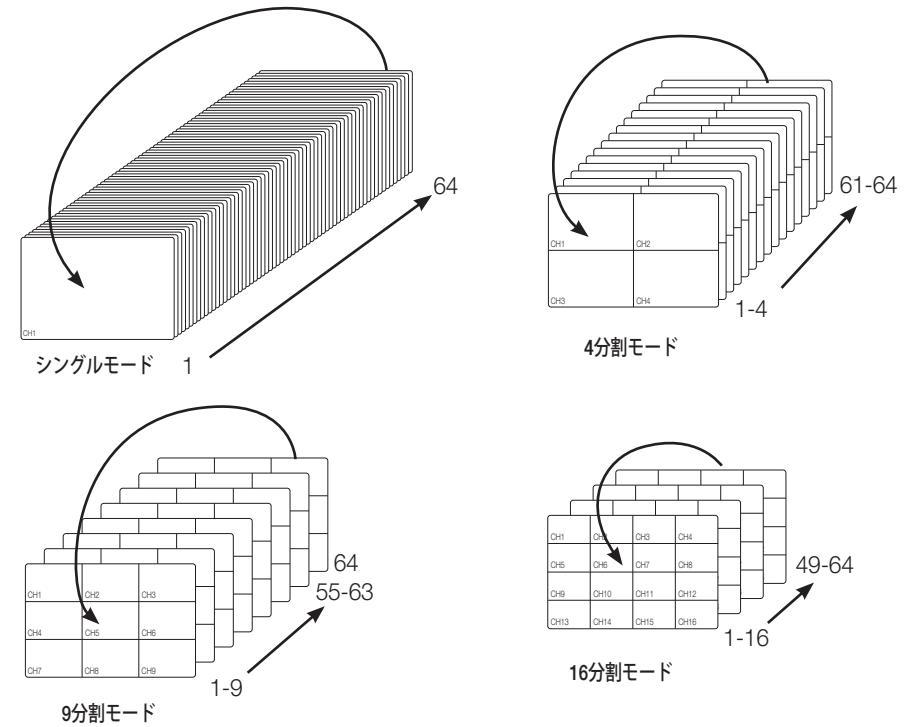 64
CH1
シングルモード
1
61-64
CH1 CH2
CH3 CH4
1-4
4分割モード
64
55-63
CH1 CH2 CH3
CH4 CH5 CH6
CH7 CH8 CH9
1-9
9分割モード
49-64
CH1 CH2 CH3 CH4
CH5 CH6 CH7 CH8
CH9 CH10 CH11 CH12
CH13 CH14 CH15 CH16
1-16
16分割モード